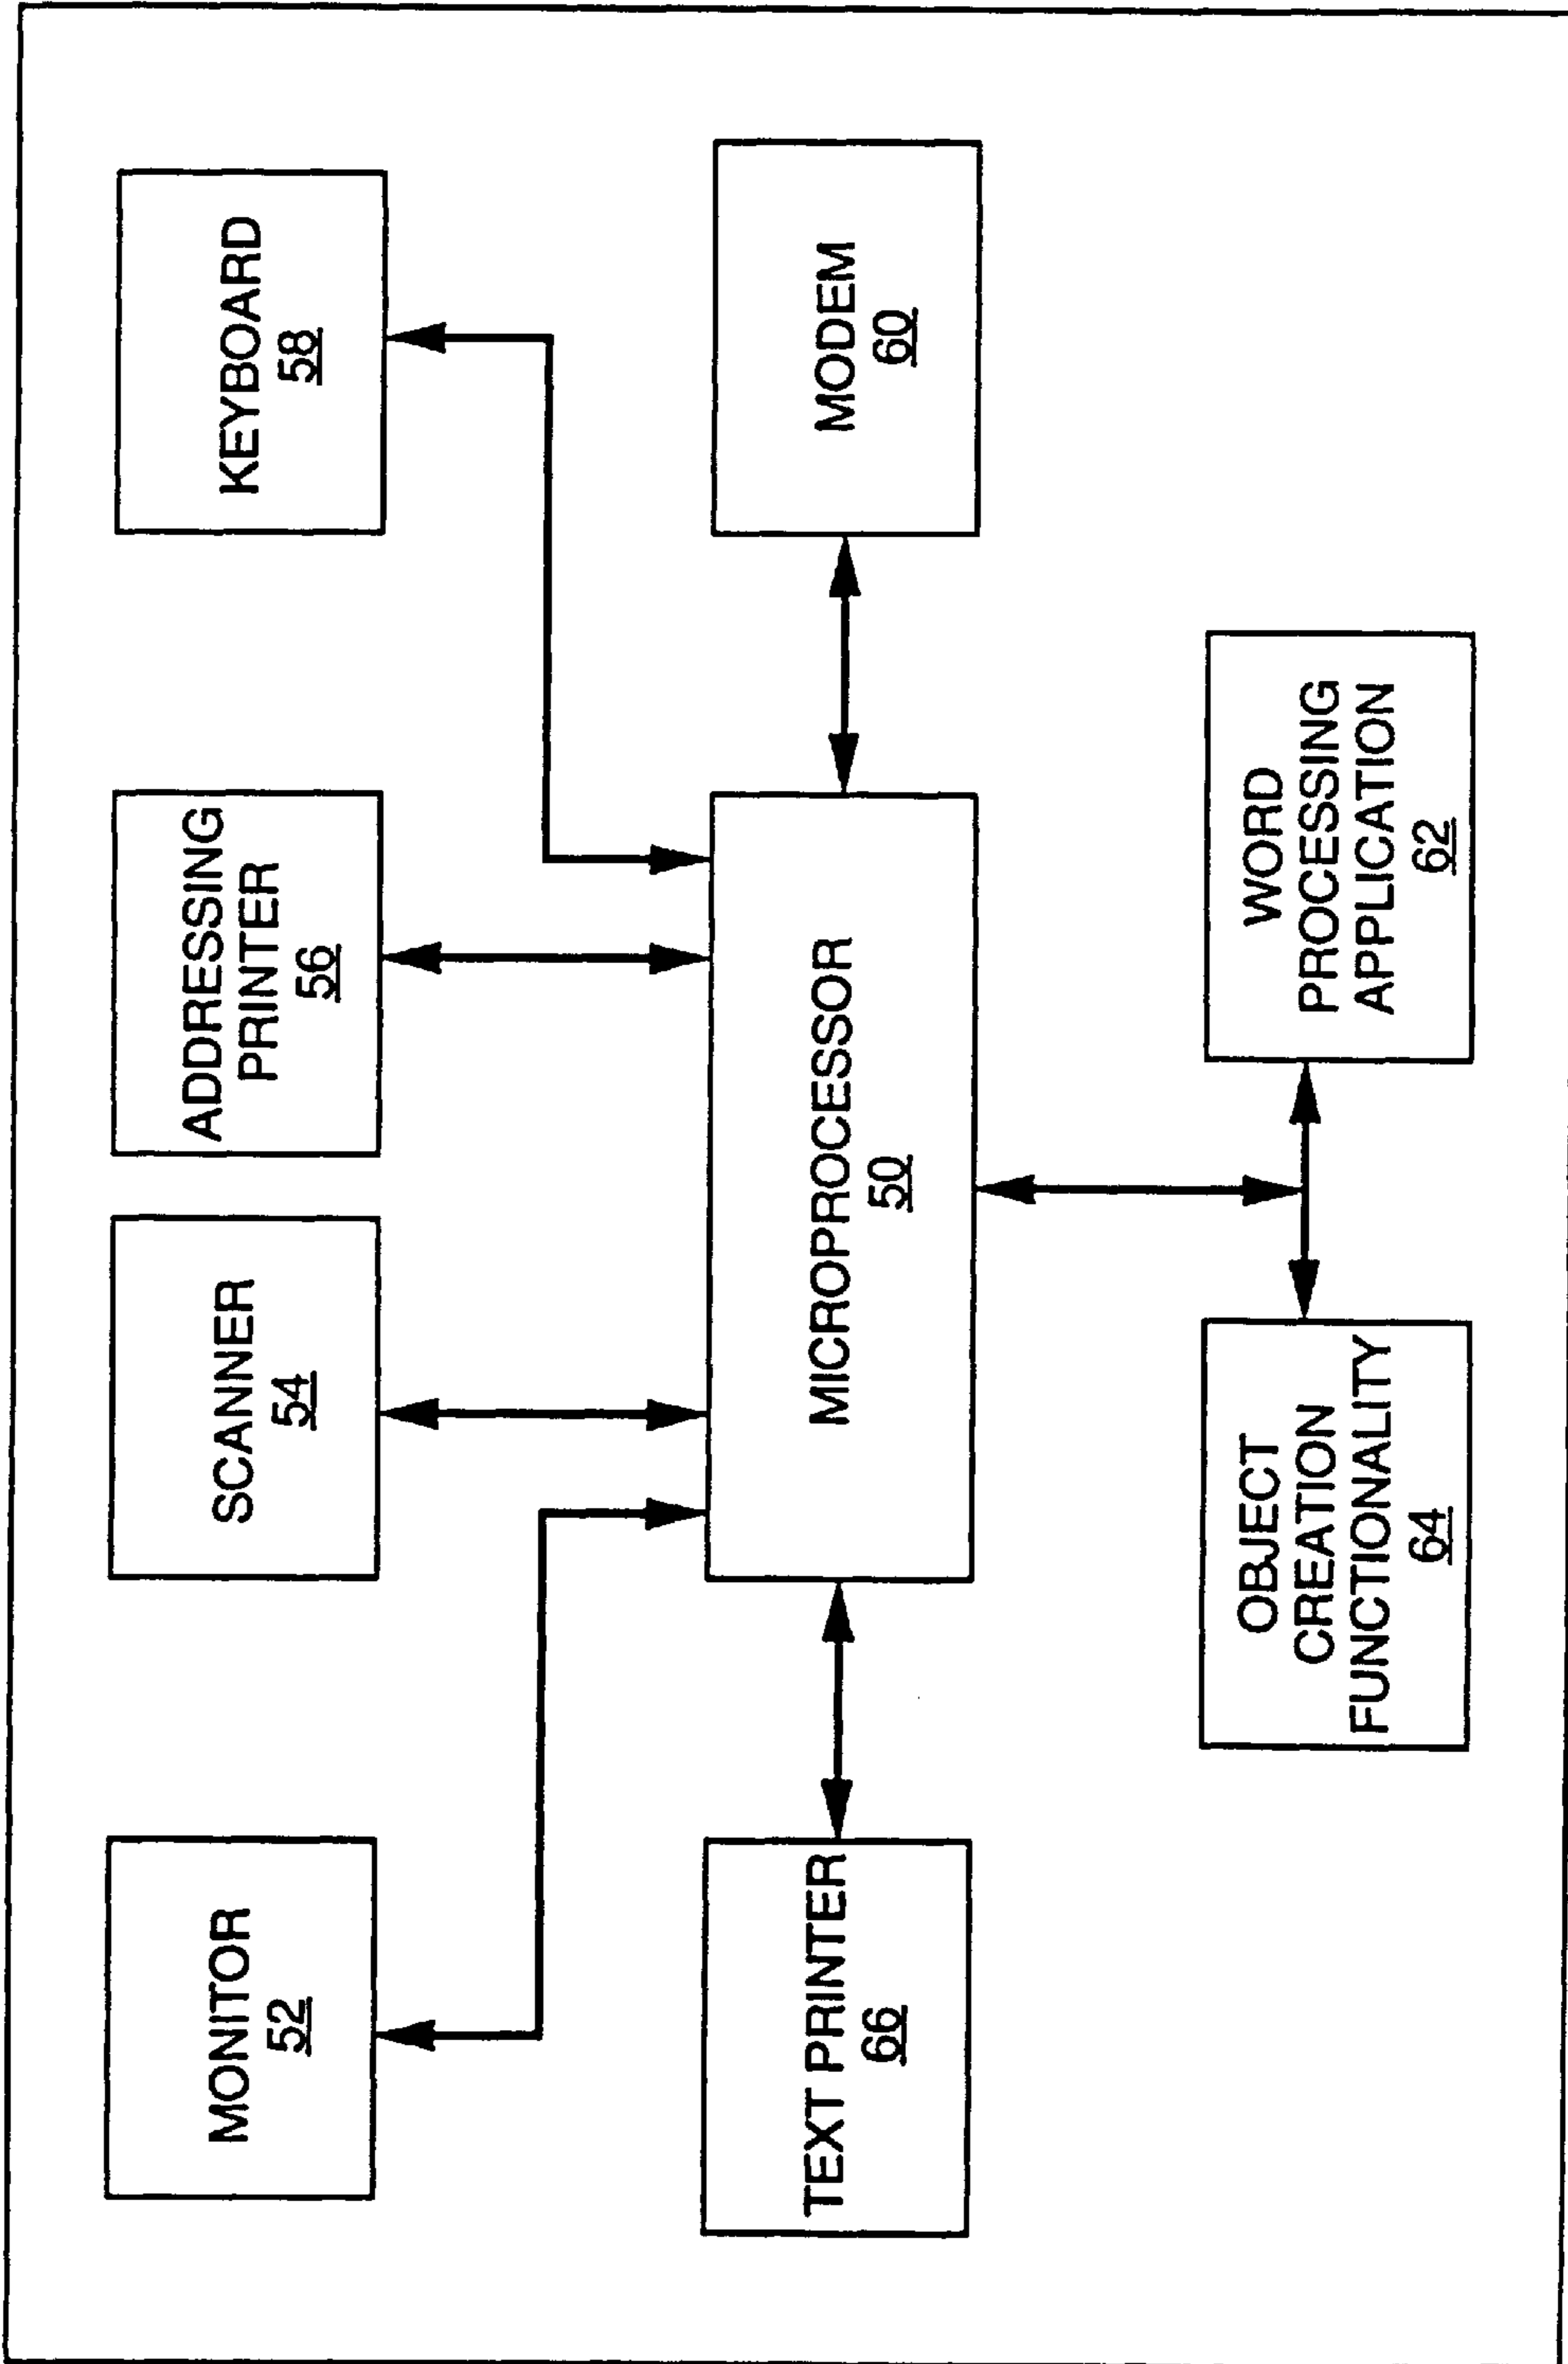 MONITOR
52
SCANNER
54
ADDRESSING
PRINTER
56
KEYBOARD
58
TEXT PRINTER
66
MICROPROCESSOR
50
MODEM
60
OBJECT
CREATION
FUNCTIONALITY
64
WORD
PROCESSING
APPLICATION
62